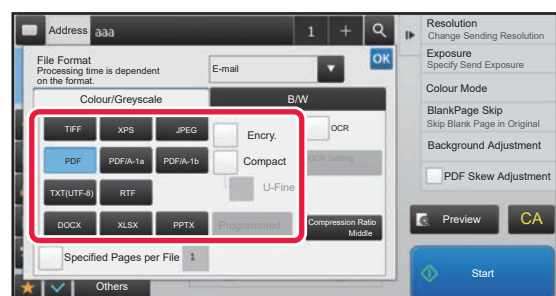 Address aaa 1 +
File Format
Processing time is dependent
on the format.
E-mail
OK
Colour/Greyscale
B/W
TIFF XPS JPEG Encry. OCR
PDF PDF/A-1a PDF/A-1b Compact OCR Setting
TXT(UTF-8) RTF U-Fine
DOCX XLSX PPTX Programmed Compression Ratio
Middle
Specified Pages per File 1
Others
Resolution
Change Sending Resolution
Exposure
Specify Send Exposure
Colour Mode
BlankPage Skip
Skip Blank Page in Original
Background Adjustment
PDF Skew Adjustment
Preview CA
Start